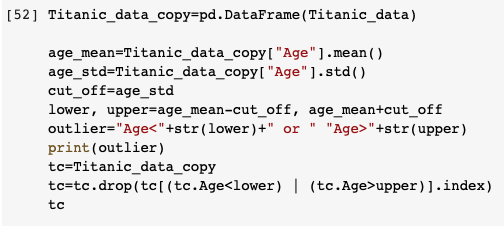 [52] Titanic_data_copy=pd.DataFrame(Titanic_data)
age_mean=Titanic_data_copy["Age"].mean()
age_std=Titanic_data_copy["Age"].std()
cut_off=age_std
lower, upper=age_mean-cut_off, age_mean+cut_off
outlier="Age<"+str(lower)+" or " "Age>"+str(upper)
print(outlier)
tc=Titanic_data_copy
tc=tc.drop(tc[(tc.Age<lower) | (tc.Age>upper)].index)
tc